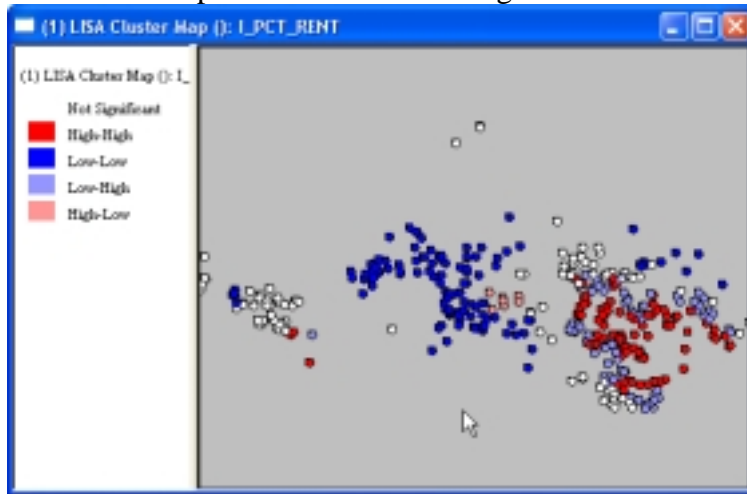 (1) LISA Cluster Map (): I_PCT_RENT
(1) LISA Cluster Map (): I_
Not Significant
High-High
Low-Low
Low-High
High-Low